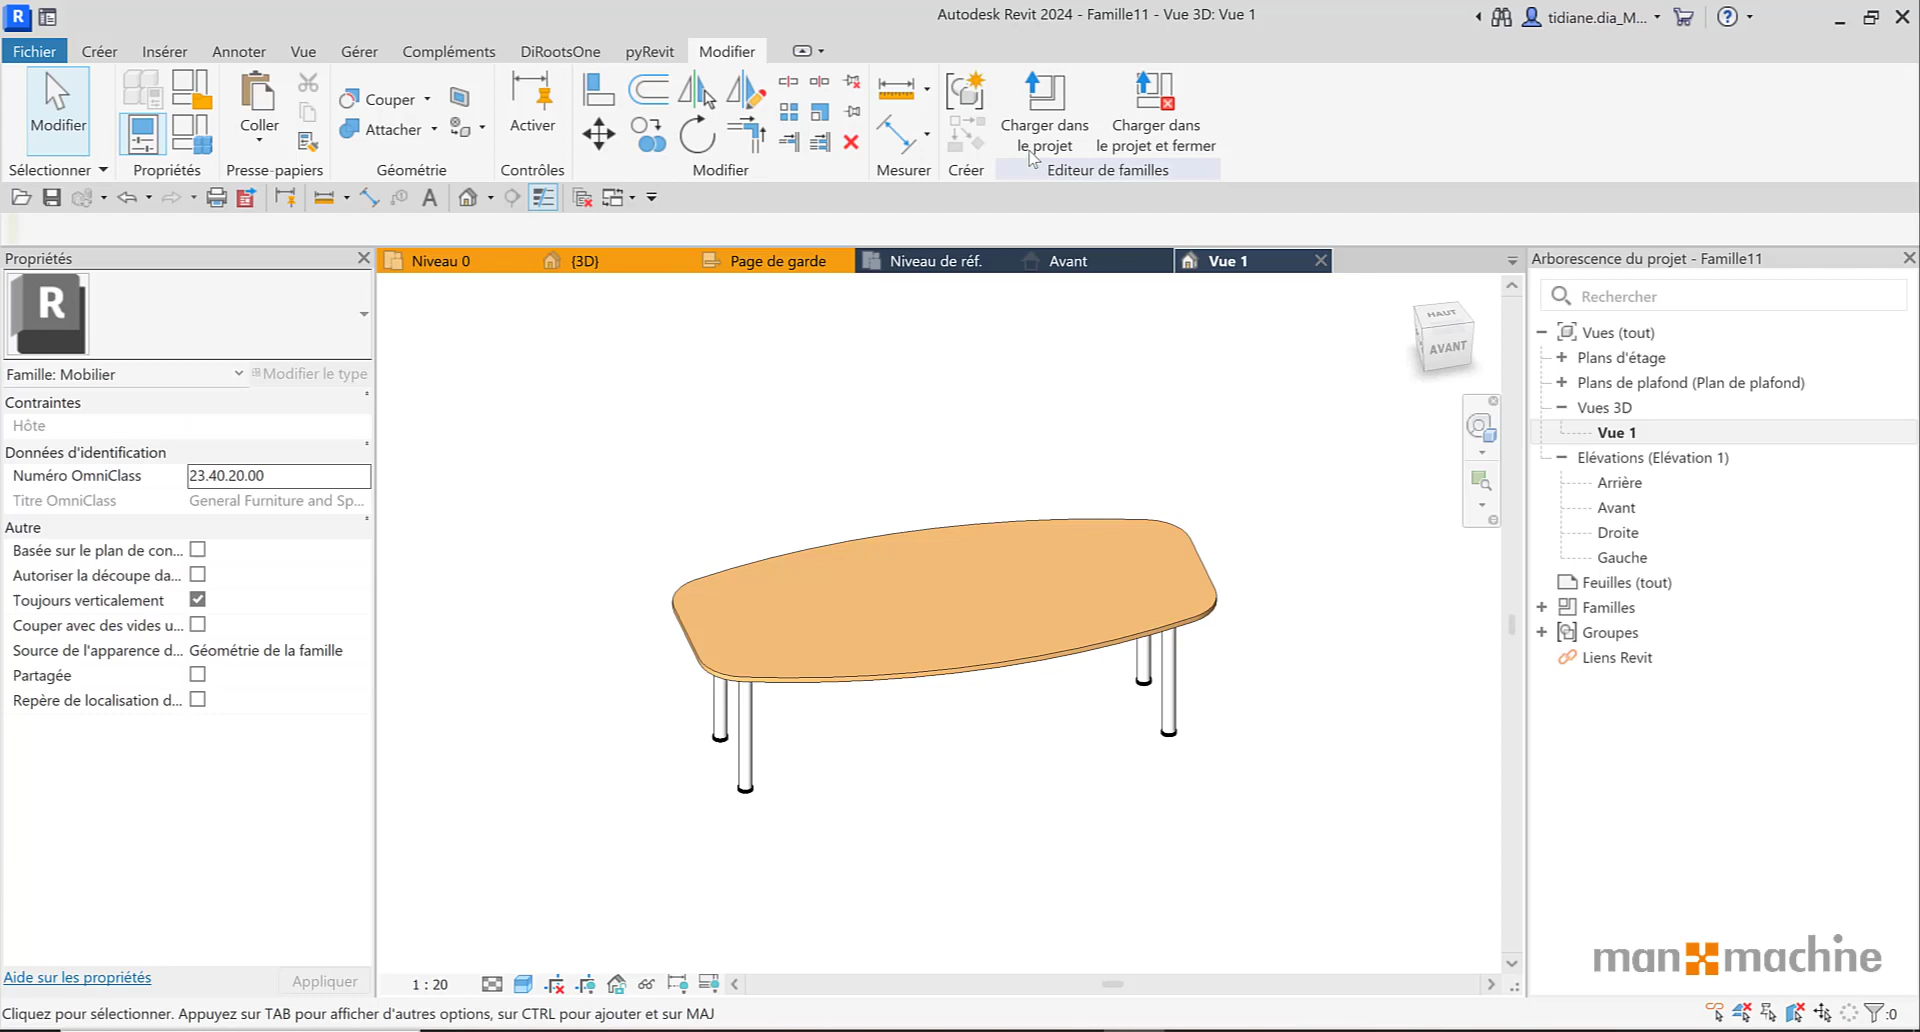 R
Autodesk Revit 2024 - Famille11 - Vue 3D: Vue 1
tidiane.dia_M...
Fichier
Créer
Insérer
Annoter
Vue
Gérer
Compléments
DiRootsOne
pyRevit
Modifier
Modifier
Coller
Couper
Attacher
Activer
Charger dans
le projet
Charger dans
le projet et fermer
Sélectionner
Propriétés
Presse-papiers
Géométrie
Contrôles
Modifier
Mesurer
Créer
Editeur de familles
Propriétés
R
Famille: Mobilier
Modifier le type
Contraintes
Hôte
Données d'identification
Numéro OmniClass 23.40.20.00
Titre OmniClass General Furniture and Sp...
Autre
Basée sur le plan de con...
Autoriser la découpe da...
Toujours verticalement
Couper avec des vides u...
Source de l'apparence d... Géométrie de la famille
Partagée
Repère de localisation d...
Aide sur les propriétés
Appliquer
Niveau 0
{3D}
Page de garde
Niveau de réf.
Avant
Vue 1
HAUT
AVANT
1 : 20
Arborescence du projet - Famille11
Rechercher
Vues (tout)
Plans d'étage
Plans de plafond (Plan de plafond)
Vues 3D
Vue 1
Elévations (Elévation 1)
Arrière
Avant
Droite
Gauche
Feuilles (tout)
Familles
Groupes
Liens Revit
man machine
Cliquez pour sélectionner. Appuyez sur TAB pour afficher d'autres options, sur CTRL pour ajouter et sur MAJ
:0